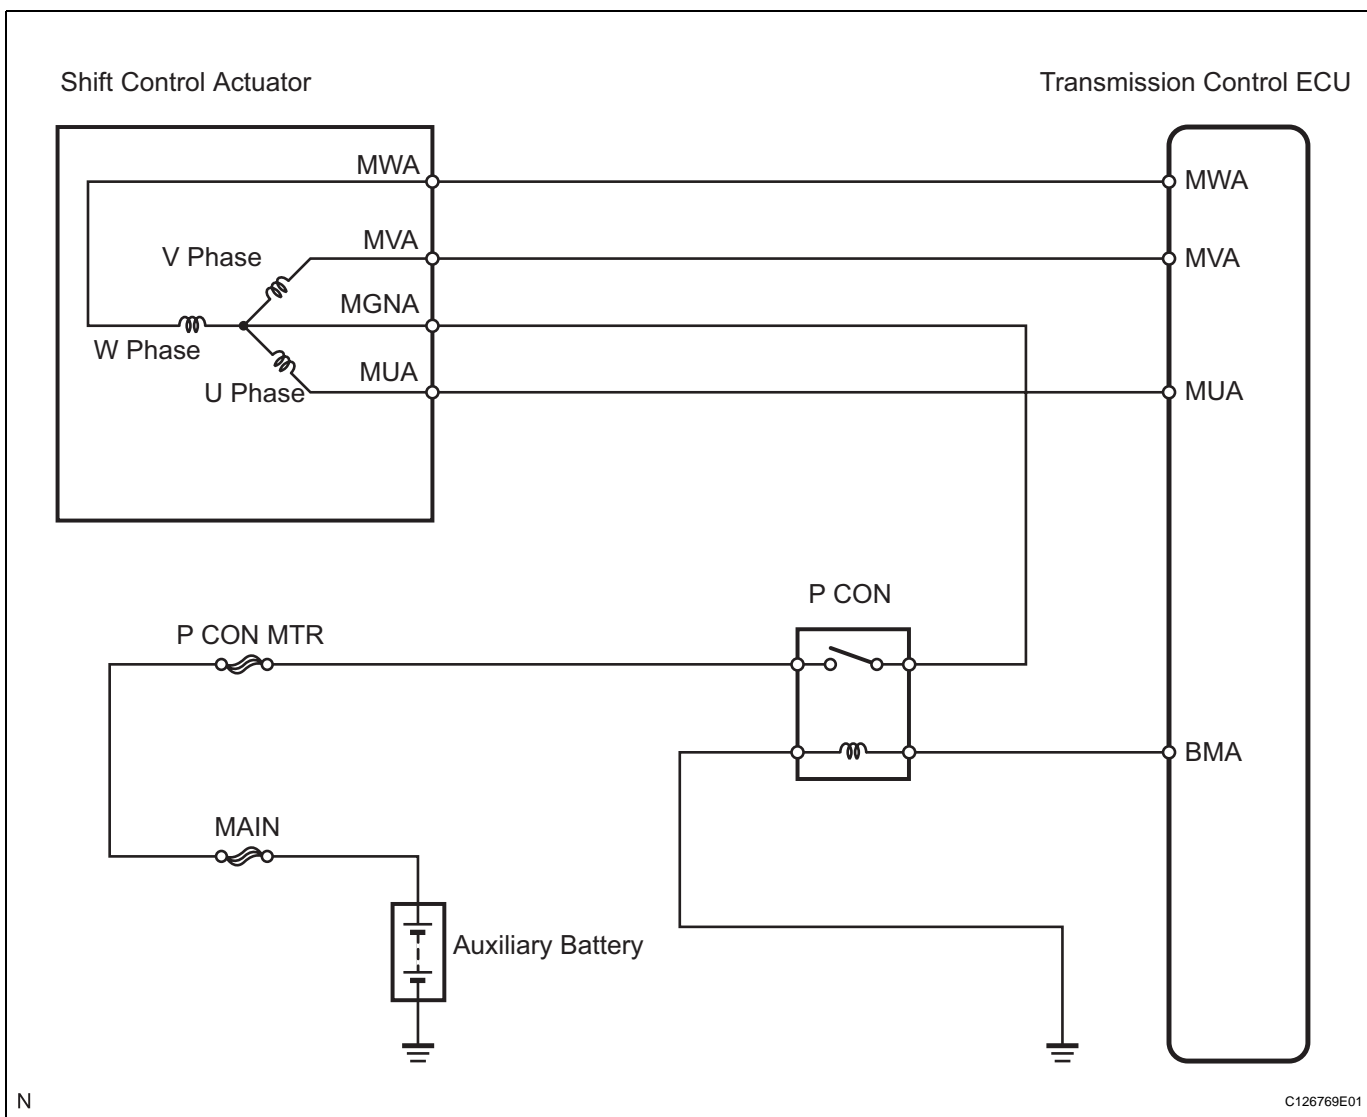 Shift Control Actuator
Transmission Control ECU
MWA
MWA
V Phase
MVA
MVA
MGNA
W Phase
U Phase
MUA
MUA
P CON
P CON MTR
BMA
MAIN
Auxiliary Battery
N
C126769E01